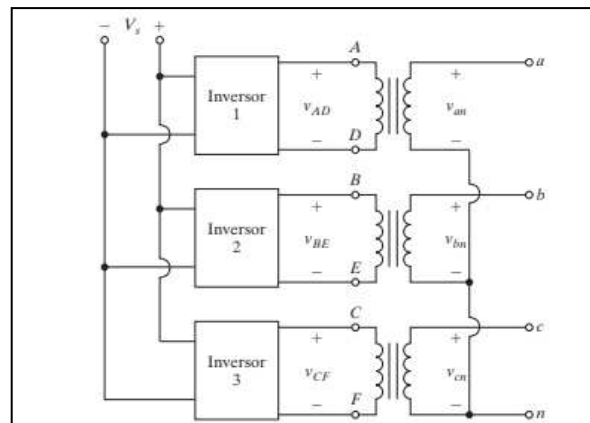 − V_s +
A
Inversor
1
+
v_AD
−
D
+
v_an
−
a
B
Inversor
2
+
v_BE
−
E
+
v_bn
−
b
C
Inversor
3
+
v_CF
−
F
+
v_cn
−
c
n